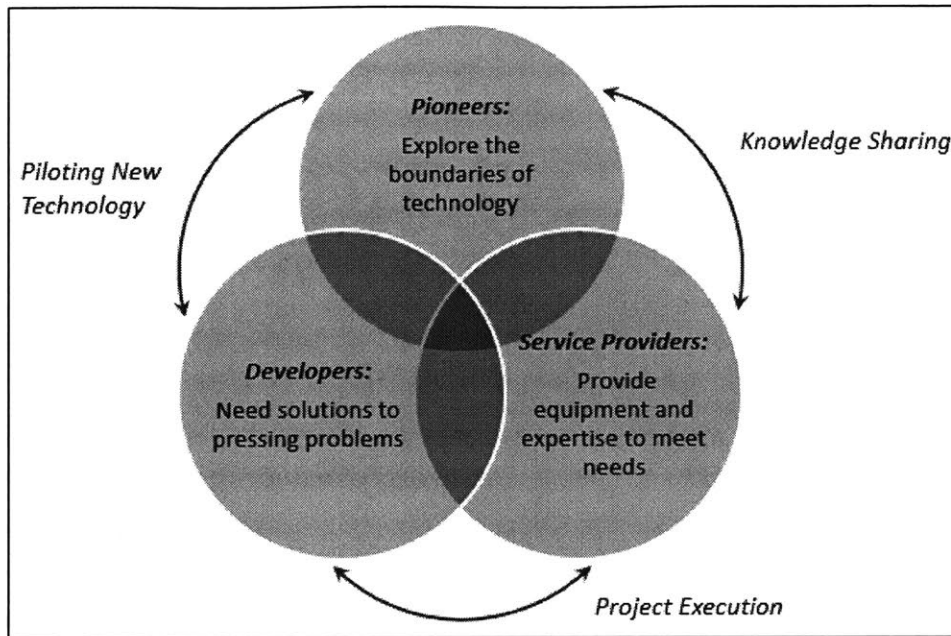 Pioneers:
Explore the
boundaries of
technology
Piloting New
Technology
Knowledge Sharing
Developers:
Need solutions to
pressing problems
Service Providers:
Provide
equipment and
expertise to meet
needs
Project Execution